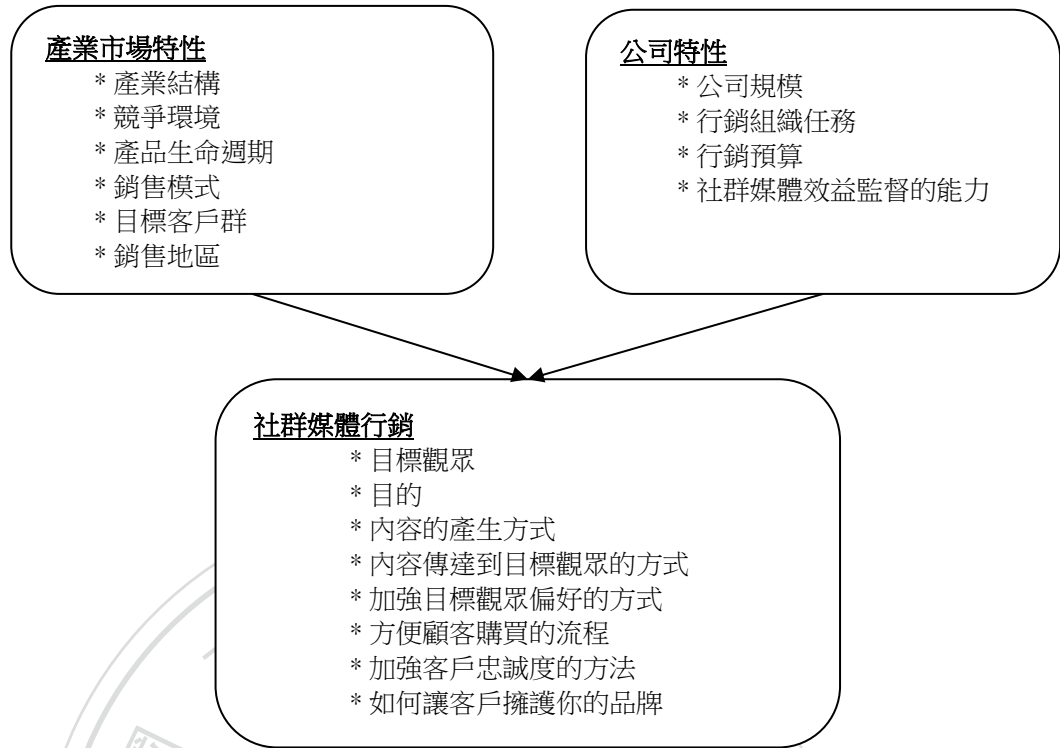 產業市場特性
* 產業結構
* 競爭環境
* 產品生命週期
* 銷售模式
* 目標客戶群
* 銷售地區
公司特性
* 公司規模
* 行銷組織任務
* 行銷預算
* 社群媒體效益監督的能力
社群媒體行銷
* 目標觀眾
* 目的
* 內容的產生方式
* 內容傳達到目標觀眾的方式
* 加強目標觀眾偏好的方式
* 方便顧客購買的流程
* 加強客戶忠誠度的方法
* 如何讓客戶擁護你的品牌